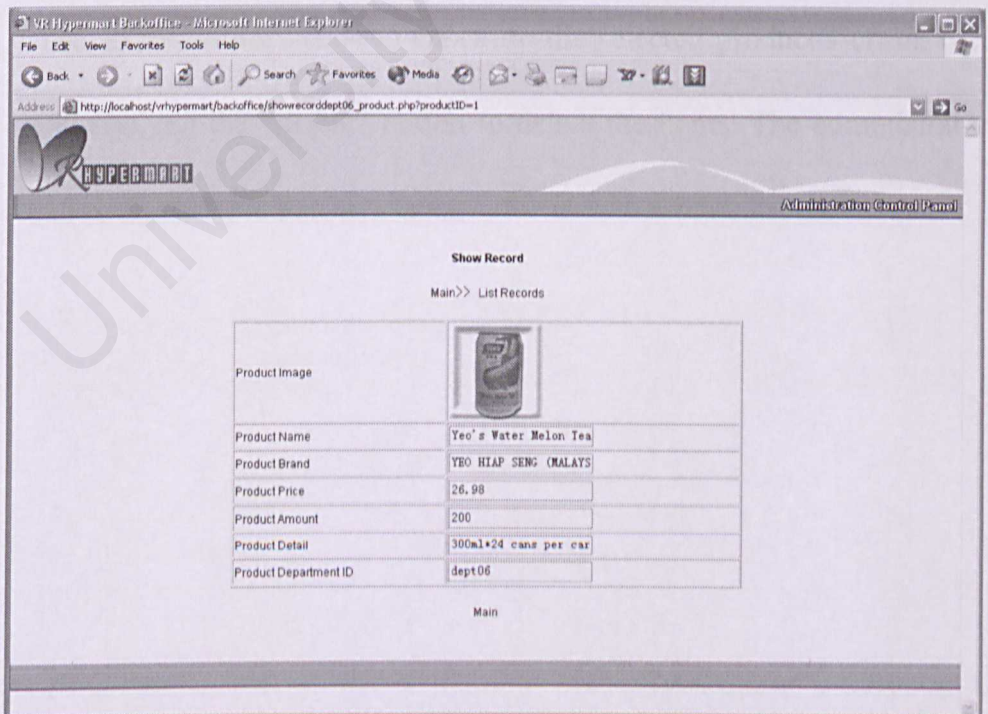 VR Hypermart Backoffice - Microsoft Internet Explorer
File Edit View Favorites Tools Help
Back Search Favorites Media
Address http://localhost/vrhypermart/backoffice/showrecorddept06_product.php?productID=1 Go
VR HYPERMART
Administration Control Panel
Show Record
Main>> List Records
Product Image
Product Name Yeo's Water Melon Tea
Product Brand YEO HIAP SENG (MALAYS
Product Price 26.98
Product Amount 200
Product Detail 300ml*24 cans per car
Product Department ID dept06
Main
University